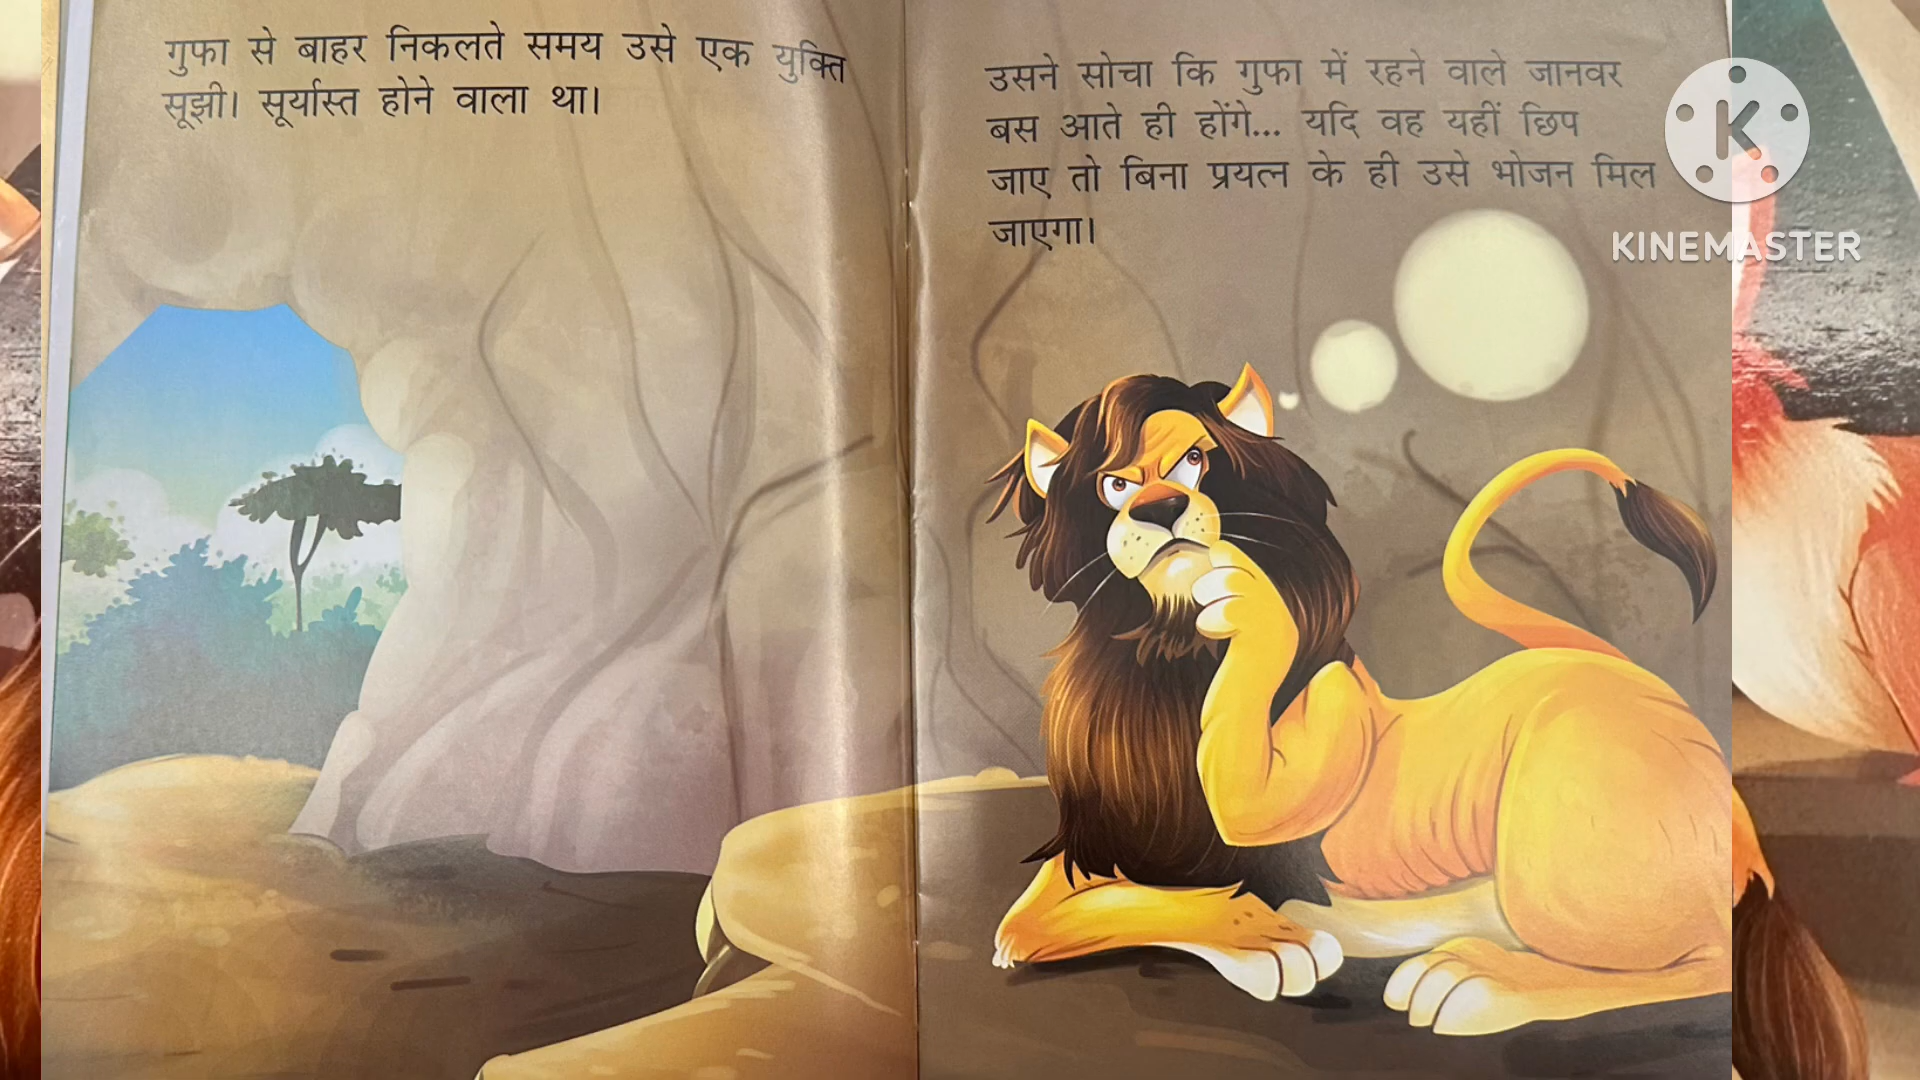 गुफा से बाहर निकलते समय उसे एक युक्ति
सूझी। सूर्यास्त होने वाला था।
उसने सोचा कि गुफा में रहने वाले जानवर
बस आते ही होंगे... यदि वह यहीं छिप
जाए तो बिना प्रयत्न के ही उसे भोजन मिल
जाएगा।
K
KINEMASTER